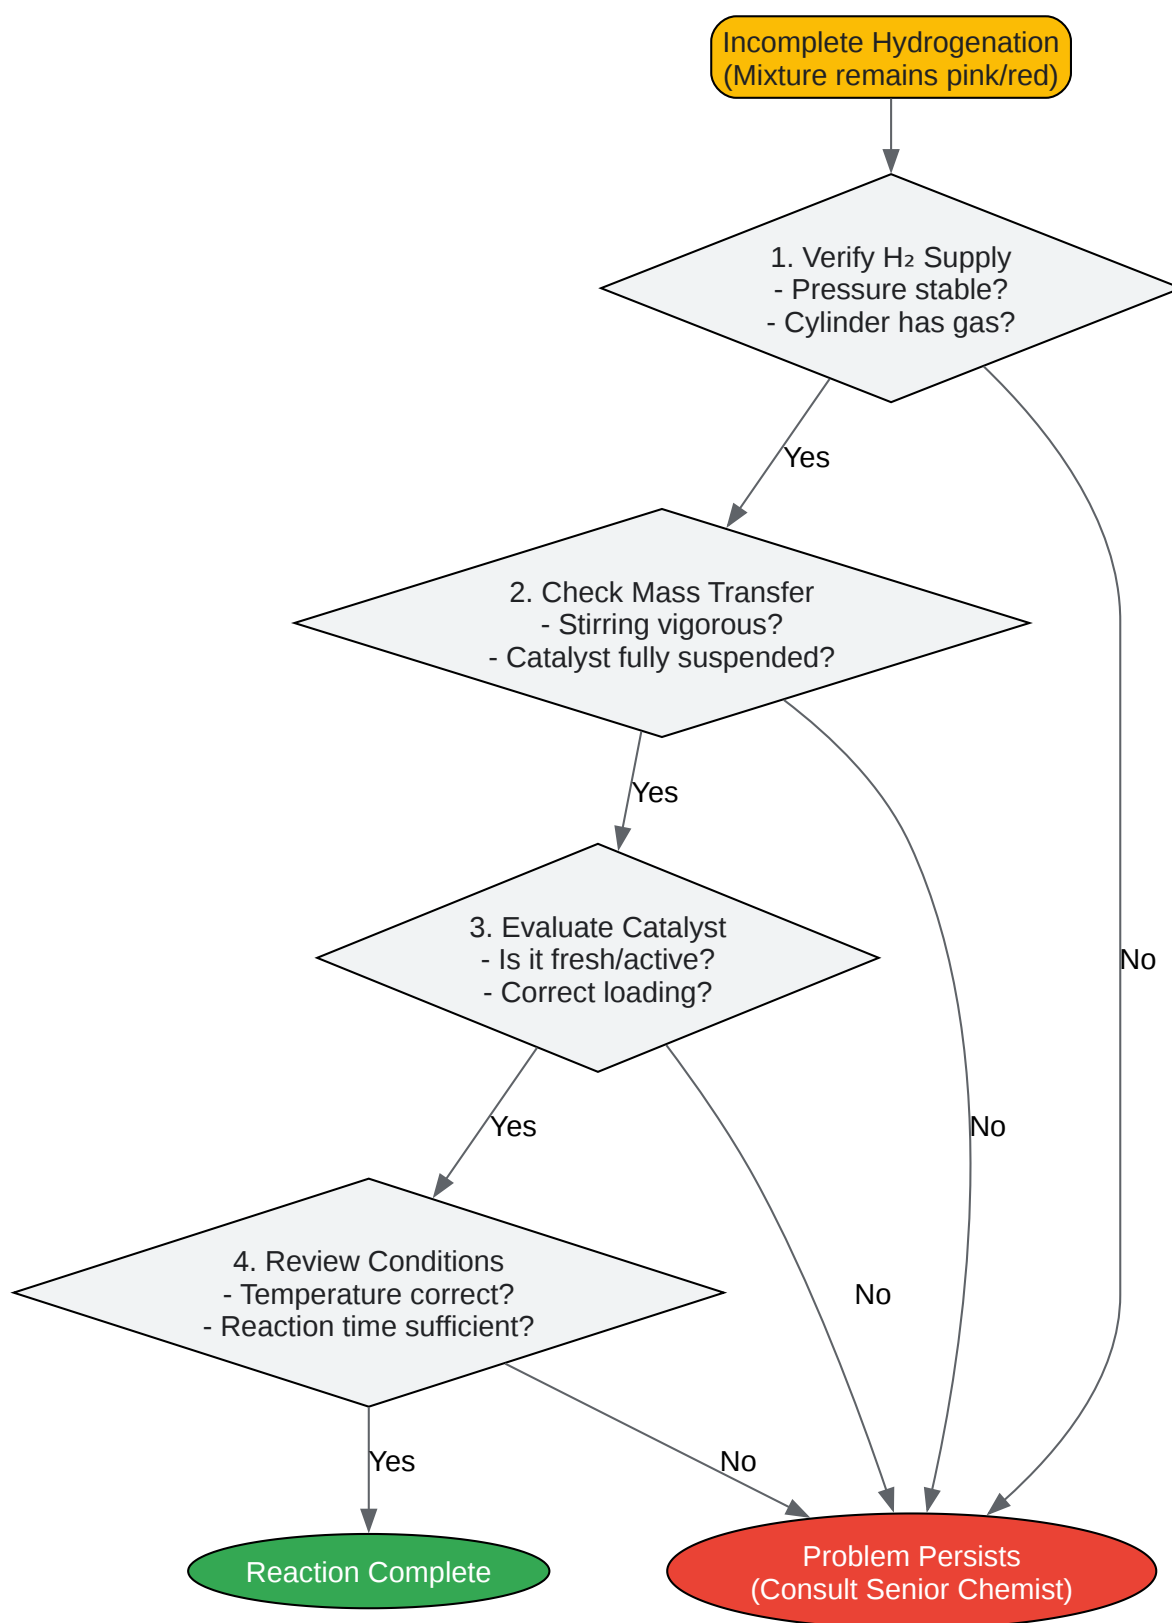 Incomplete Hydrogenation
(Mixture remains pink/red)
1. Verify H₂ Supply
- Pressure stable?
- Cylinder has gas?
Yes
2. Check Mass Transfer
- Stirring vigorous?
- Catalyst fully suspended?
Yes
3. Evaluate Catalyst
- Is it fresh/active?
- Correct loading?
No
Yes
No
4. Review Conditions
- Temperature correct?
- Reaction time sufficient?
No
Yes
No
Reaction Complete
Problem Persists
(Consult Senior Chemist)